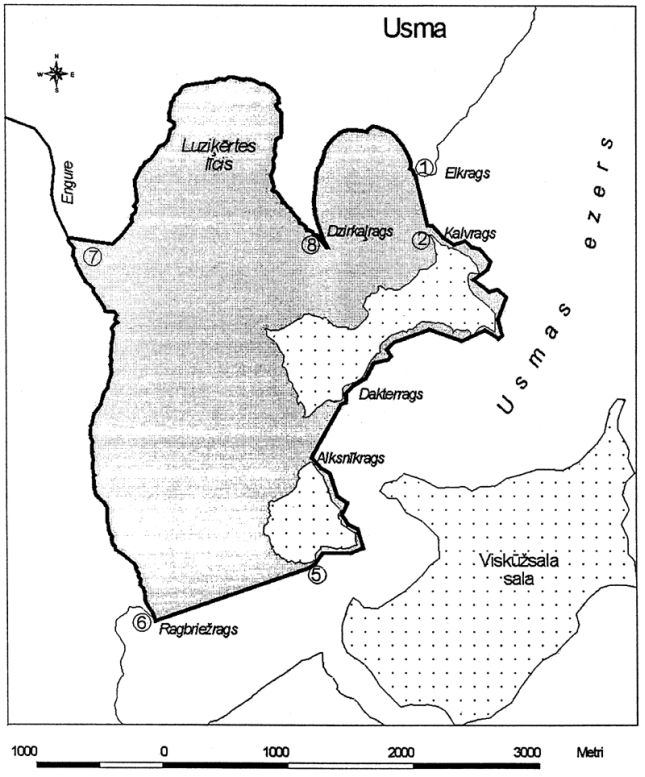 Usma
N
W E
S
Luziķērtes
līcis
Engure
1
Elkrags
Usmas ezers
Dzirkaļrags
2
Kalvrags
8
7
Dakterrags
Alksnīkrags
Viskūžsala
sala
5
6
Ragbriežrags
1000 0 1000 2000 3000 Metri